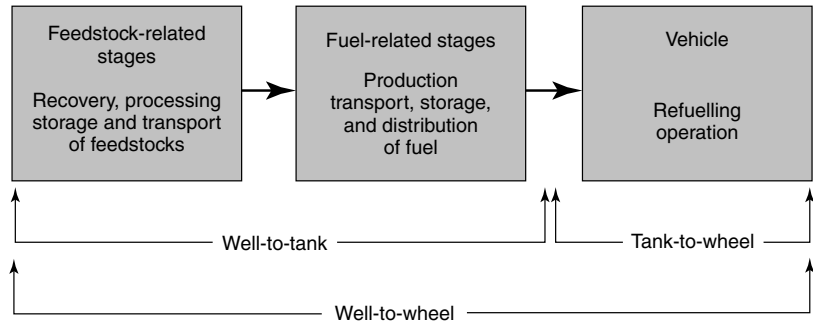 Feedstock-related
stages
Recovery, processing
storage and transport
of feedstocks
Fuel-related stages
Production
transport, storage,
and distribution
of fuel
Vehicle
Refuelling
operation
Well-to-tank
Tank-to-wheel
Well-to-wheel